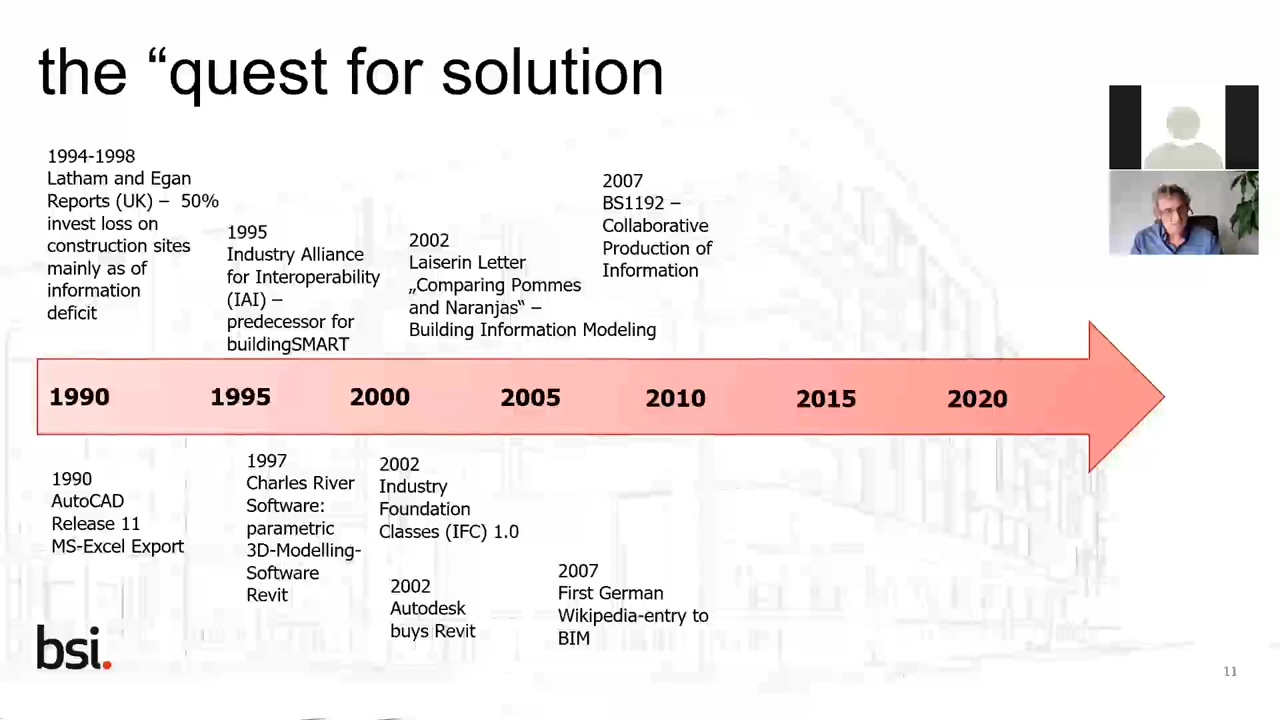 the “quest for solution
1994-1998
Latham and Egan
Reports (UK) – 50%
invest loss on
construction sites
mainly as of
information
deficit
1995
Industry Alliance
for Interoperability
(IAI) –
predecessor for
buildingSMART
2002
Laiserin Letter
„Comparing Pommes
and Naranjas“ –
Building Information Modeling
2007
BS1192 –
Collaborative
Production of
Information
1990 1995 2000 2005 2010 2015 2020
1990
AutoCAD
Release 11
MS-Excel Export
1997
Charles River
Software:
parametric
3D-Modelling-
Software
Revit
2002
Industry
Foundation
Classes (IFC) 1.0
2002
Autodesk
buys Revit
2007
First German
Wikipedia-entry to
BIM
bsi.
11